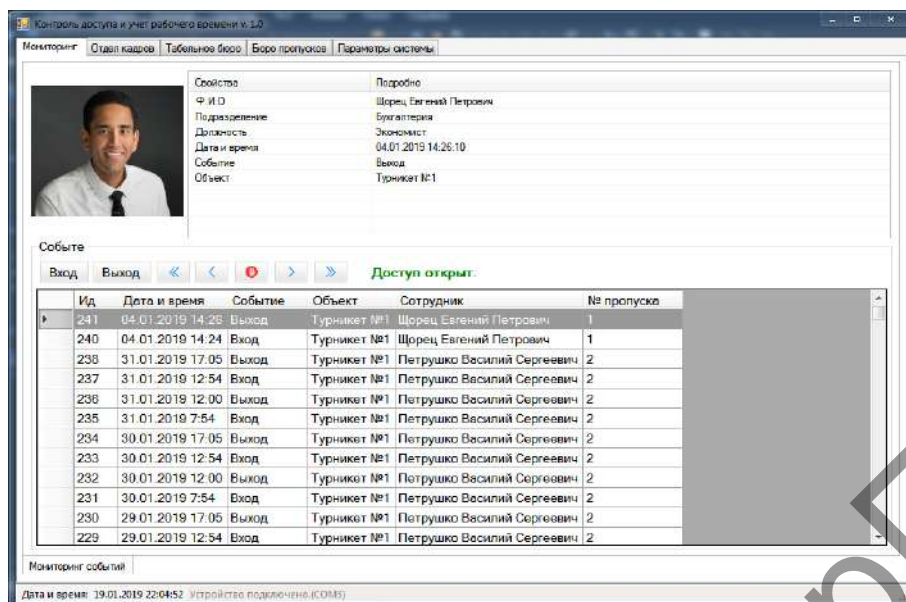 Контроль доступа и учет рабочего времени v. 1.0
Мониторинг Отдел кадров Табельное бюро Бюро пропусков Параметры системы
Свойства Подробно
Ф.И.О Щорец Евгений Петрович
Подразделение Бухгалтерия
Должность Экономист
Дата и время 04.01.2019 14:26:10
Событие Выход
Объект Турникет №1
Событе
Вход Выход Доступ открыт.
Ид Дата и время Событие Объект Сотрудник № пропуска
241 04.01.2019 14:26 Выход Турникет №1 Щорец Евгений Петрович 1
240 04.01.2019 14:24 Вход Турникет №1 Щорец Евгений Петрович 1
238 31.01.2019 17:05 Выход Турникет №1 Петрушко Василий Сергеевич 2
237 31.01.2019 12:54 Вход Турникет №1 Петрушко Василий Сергеевич 2
236 31.01.2019 12:00 Выход Турникет №1 Петрушко Василий Сергеевич 2
235 31.01.2019 7:54 Вход Турникет №1 Петрушко Василий Сергеевич 2
234 30.01.2019 17:05 Выход Турникет №1 Петрушко Василий Сергеевич 2
233 30.01.2019 12:54 Вход Турникет №1 Петрушко Василий Сергеевич 2
232 30.01.2019 12:00 Выход Турникет №1 Петрушко Василий Сергеевич 2
231 30.01.2019 7:54 Вход Турникет №1 Петрушко Василий Сергеевич 2
230 29.01.2019 17:05 Выход Турникет №1 Петрушко Василий Сергеевич 2
229 29.01.2019 12:54 Вход Турникет №1 Петрушко Василий Сергеевич 2
Мониторинг событий
Дата и время: 19.01.2019 22:04:52 Устройство подключено.(COM3)